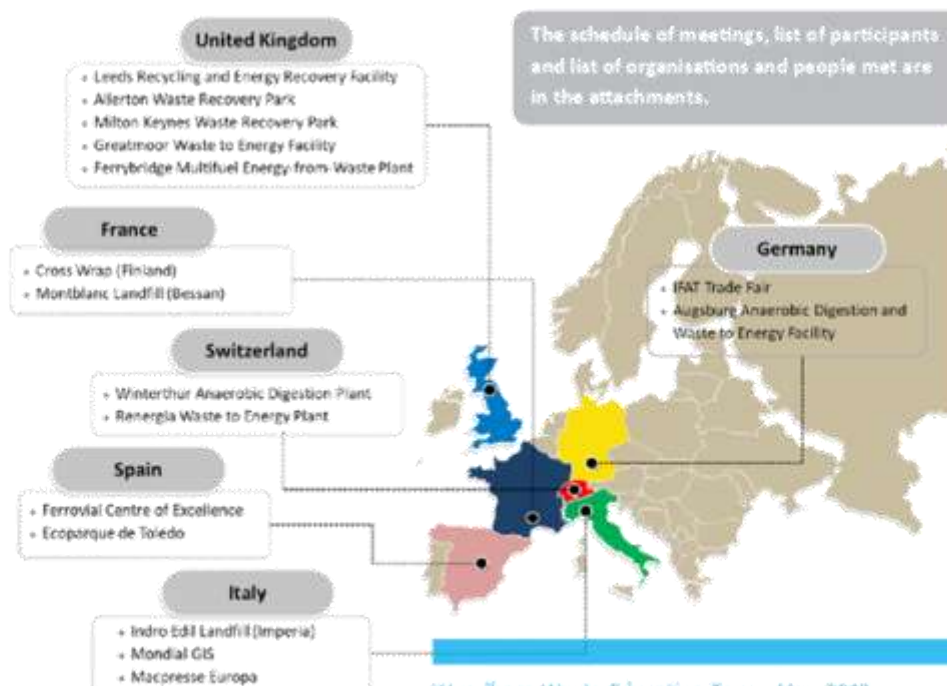 United Kingdom
Leeds Recycling and Energy Recovery Facility
Allerton Waste Recovery Park
Milton Keynes Waste Recovery Park
Greatmoor Waste to Energy Facility
Ferrybridge Multifuel Energy-from-Waste Plant
The schedule of meetings, list of participants
and list of organisations and people met are
in the attachments.
France
Cross Wrap (Finland)
Montblanc Landfill (Bessan)
Germany
IFAT Trade Fair
Augsburg Anaerobic Digestion and
Waste to Energy Facility
Switzerland
Winterthur Anaerobic Digestion Plant
Renergia Waste to Energy Plant
Spain
Ferrovial Centre of Excellence
Ecoparque de Toledo
Italy
Indro Edil Landfill (Imperia)
Mondial GIS
Macpresse Europa